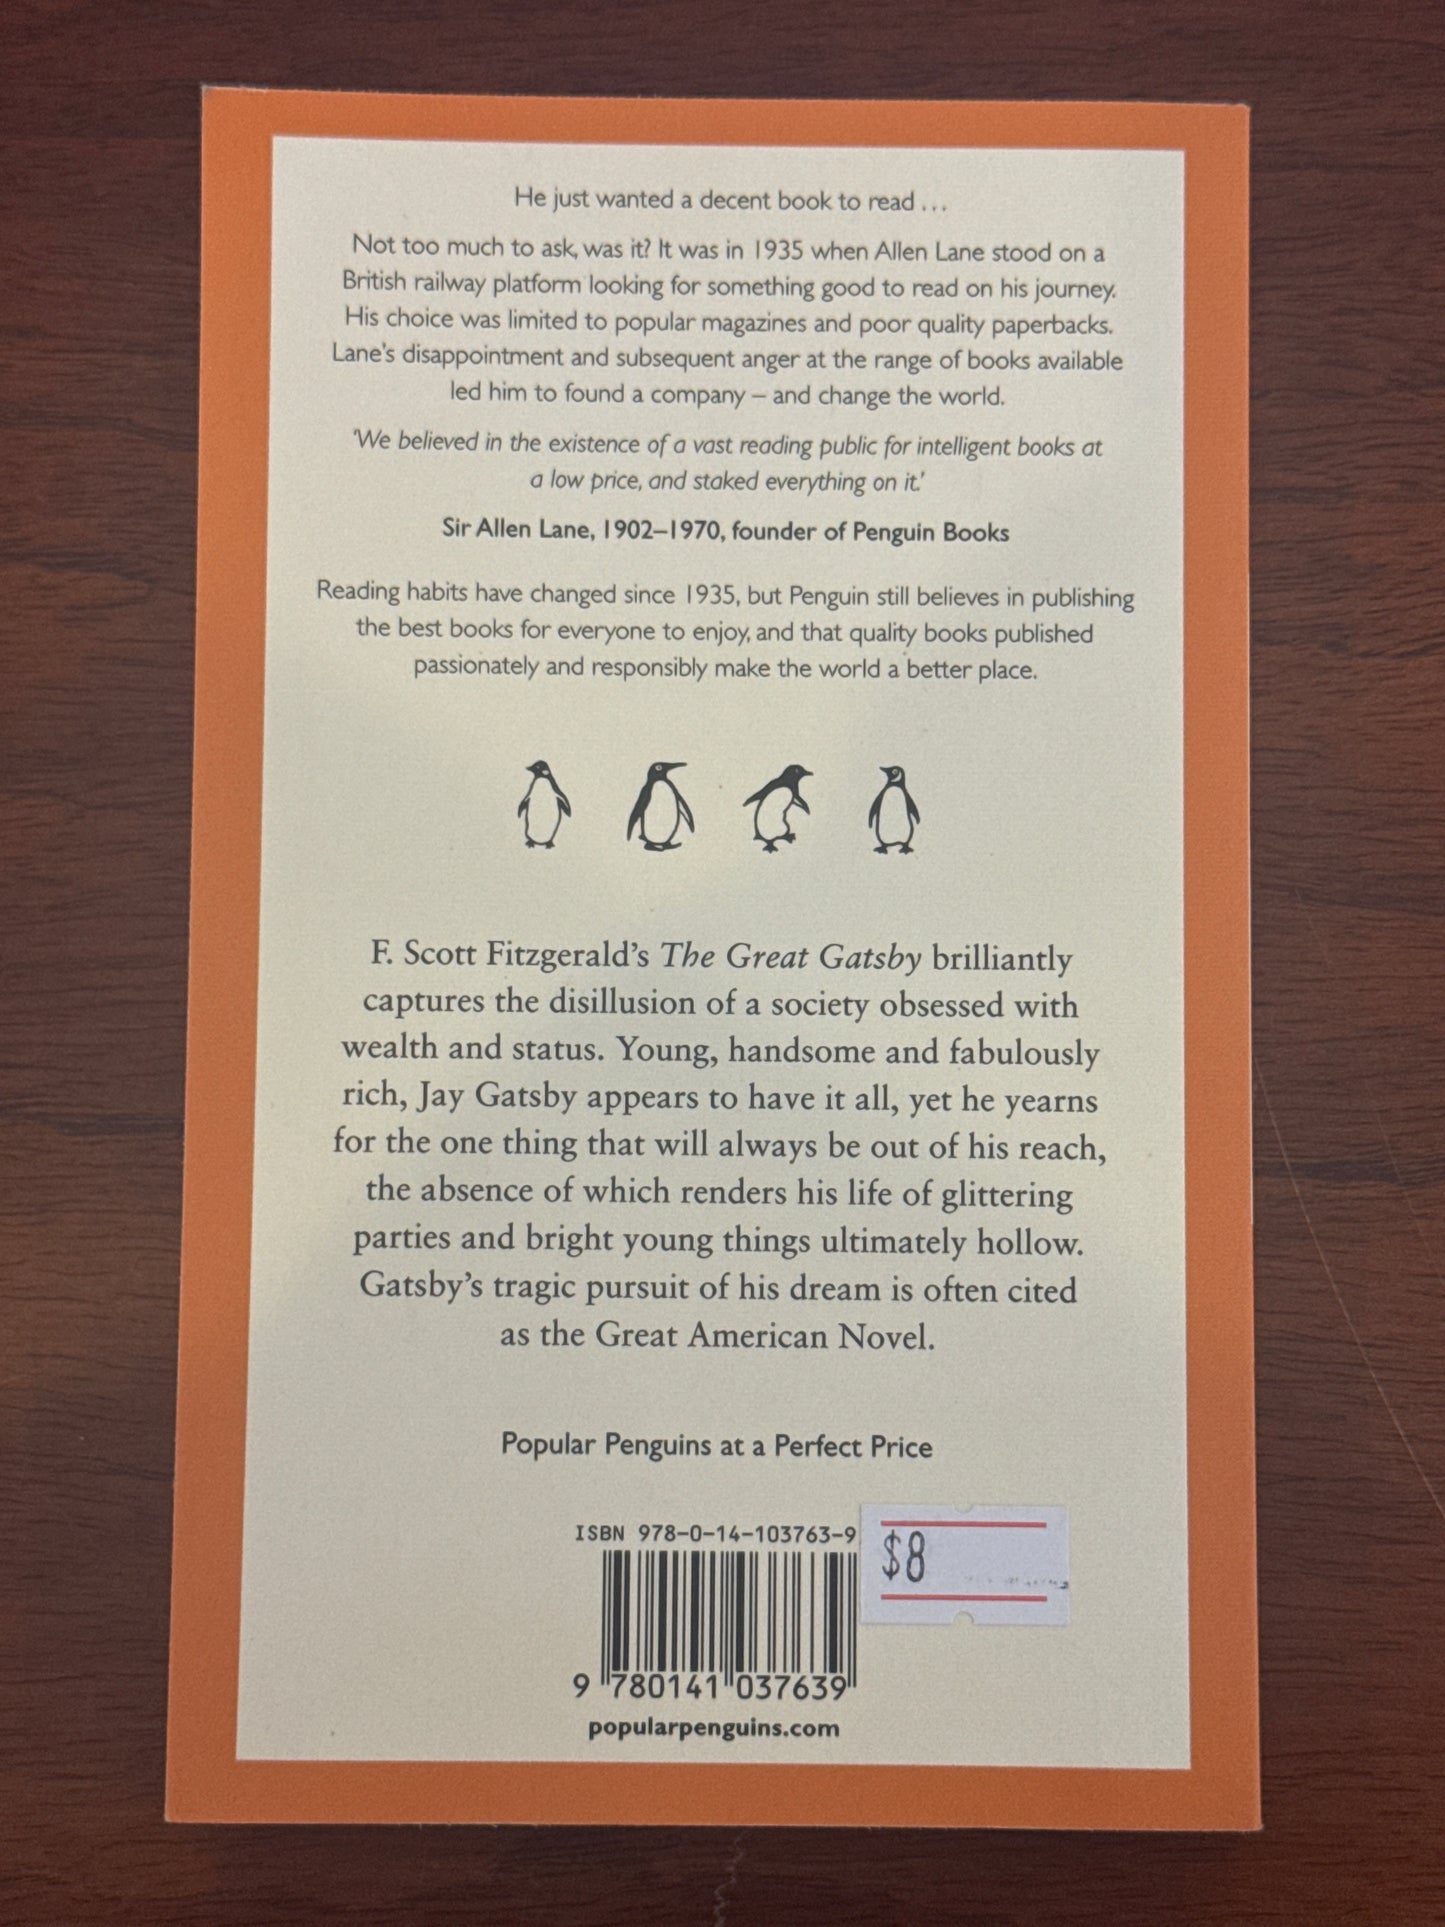 He just wanted a decent book to read ...
Not too much to ask, was it? It was in 1935 when Allen Lane stood on a
British railway platform looking for something good to read on his journey.
His choice was limited to popular magazines and poor quality paperbacks.
Lane's disappointment and subsequent anger at the range of books available
led him to found a company – and change the world.
'We believed in the existence of a vast reading public for intelligent books at
a low price, and staked everything on it.'
Sir Allen Lane, 1902–1970, founder of Penguin Books
Reading habits have changed since 1935, but Penguin still believes in publishing
the best books for everyone to enjoy, and that quality books published
passionately and responsibly make the world a better place.
F. Scott Fitzgerald's The Great Gatsby brilliantly
captures the disillusion of a society obsessed with
wealth and status. Young, handsome and fabulously
rich, Jay Gatsby appears to have it all, yet he yearns
for the one thing that will always be out of his reach,
the absence of which renders his life of glittering
parties and bright young things ultimately hollow.
Gatsby's tragic pursuit of his dream is often cited
as the Great American Novel.
Popular Penguins at a Perfect Price
ISBN 978-0-14-103763-9
$8
9 780141 037639
popularpenguins.com